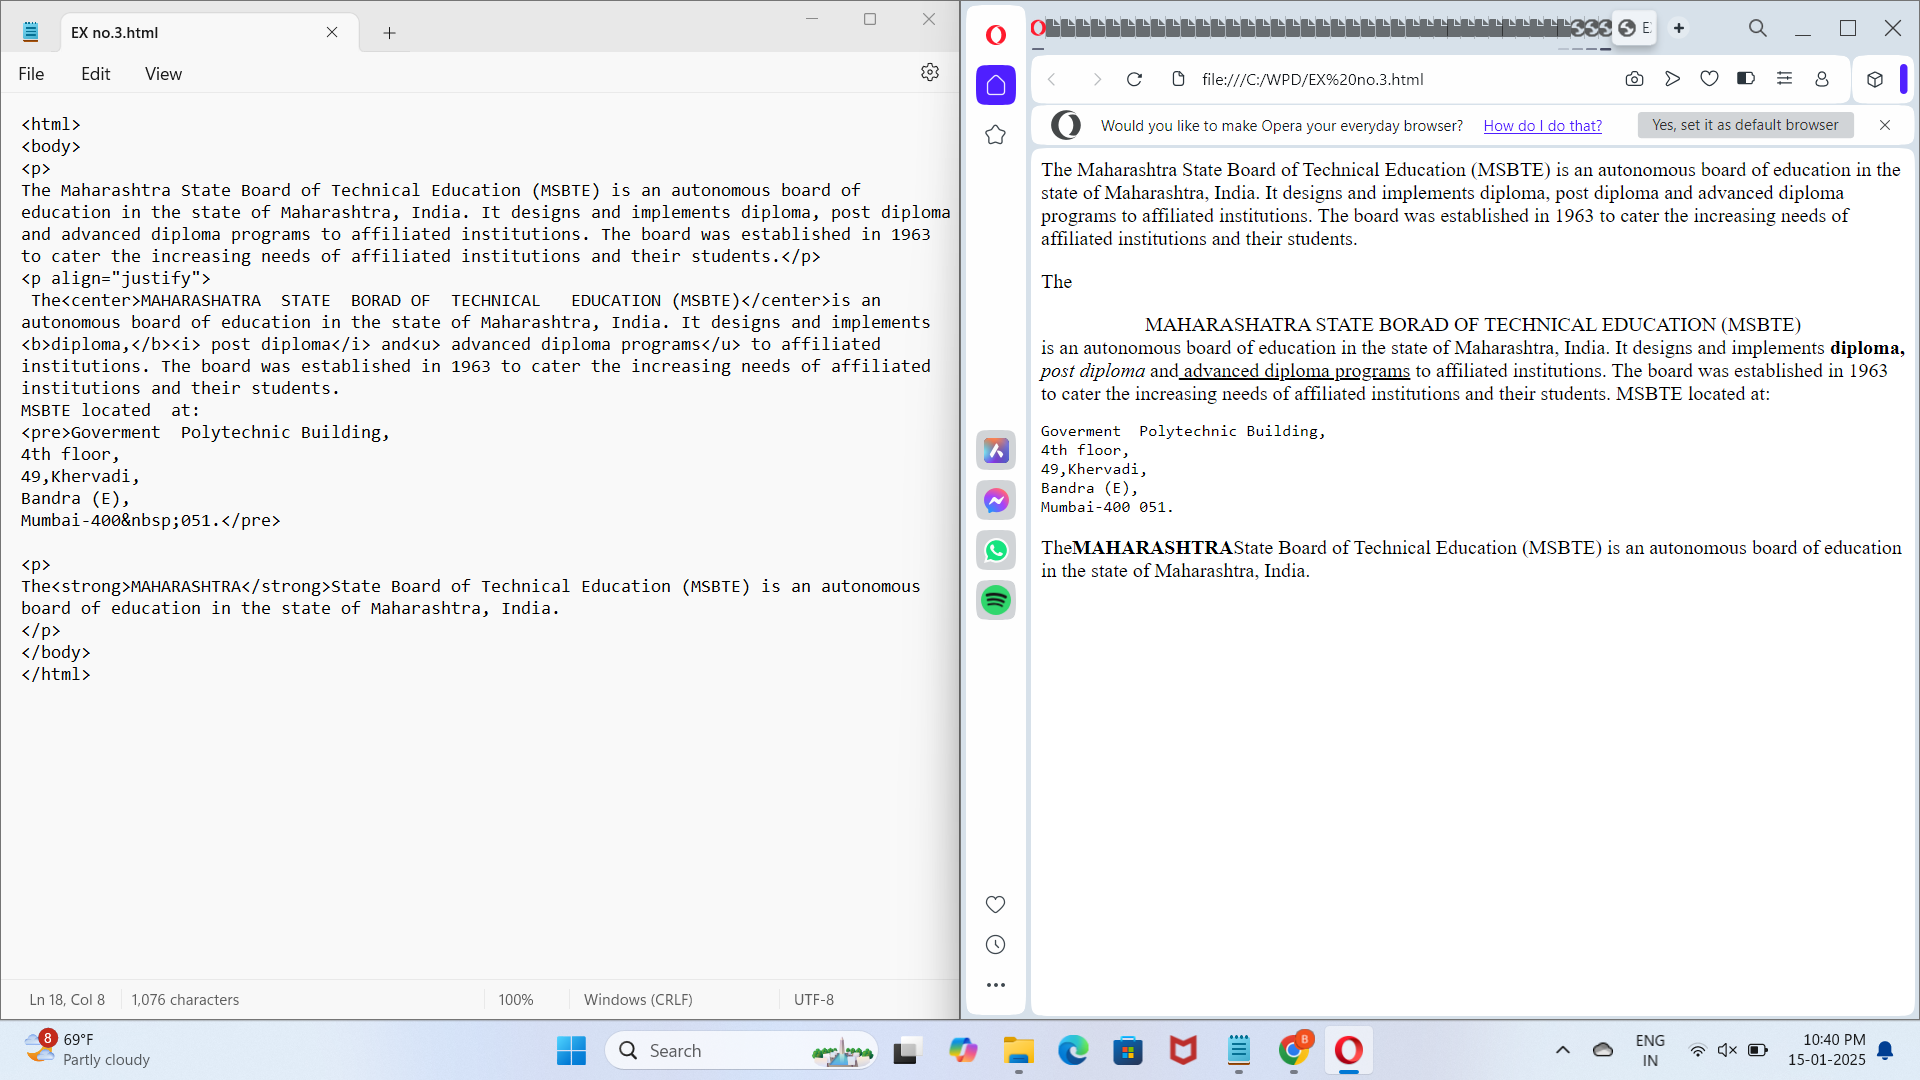 EX no.3.html
File Edit View
<html>
<body>
<p>
The Maharashtra State Board of Technical Education (MSBTE) is an autonomous board of
education in the state of Maharashtra, India. It designs and implements diploma, post diploma
and advanced diploma programs to affiliated institutions. The board was established in 1963
to cater the increasing needs of affiliated institutions and their students.</p>
<p align="justify">
The<center>MAHARASHATRA  STATE  BORAD OF  TECHNICAL   EDUCATION (MSBTE)</center>is an
autonomous board of education in the state of Maharashtra, India. It designs and implements
<b>diploma,</b><i> post diploma</i> and<u> advanced diploma programs</u> to affiliated
institutions. The board was established in 1963 to cater the increasing needs of affiliated
institutions and their students.
MSBTE located  at:
<pre>Goverment  Polytechnic Building,
4th floor,
49,Khervadi,
Bandra (E),
Mumbai-400&nbsp;051.</pre>
<p>
The<strong>MAHARASHTRA</strong>State Board of Technical Education (MSBTE) is an autonomous
board of education in the state of Maharashtra, India.
</p>
</body>
</html>
Ln 18, Col 8 1,076 characters 100% Windows (CRLF) UTF-8
E
file:///C:/WPD/EX%20no.3.html
Would you like to make Opera your everyday browser? How do I do that? Yes, set it as default browser
The Maharashtra State Board of Technical Education (MSBTE) is an autonomous board of education in the
state of Maharashtra, India. It designs and implements diploma, post diploma and advanced diploma
programs to affiliated institutions. The board was established in 1963 to cater the increasing needs of
affiliated institutions and their students.
The
MAHARASHATRA STATE BORAD OF TECHNICAL EDUCATION (MSBTE)
is an autonomous board of education in the state of Maharashtra, India. It designs and implements diploma,
post diploma and advanced diploma programs to affiliated institutions. The board was established in 1963
to cater the increasing needs of affiliated institutions and their students. MSBTE located at:
Goverment  Polytechnic Building,
4th floor,
49,Khervadi,
Bandra (E),
Mumbai-400 051.
TheMAHARASHTRAState Board of Technical Education (MSBTE) is an autonomous board of education
in the state of Maharashtra, India.
8 69°F
Partly cloudy
Search
B
ENG
IN
10:40 PM
15-01-2025